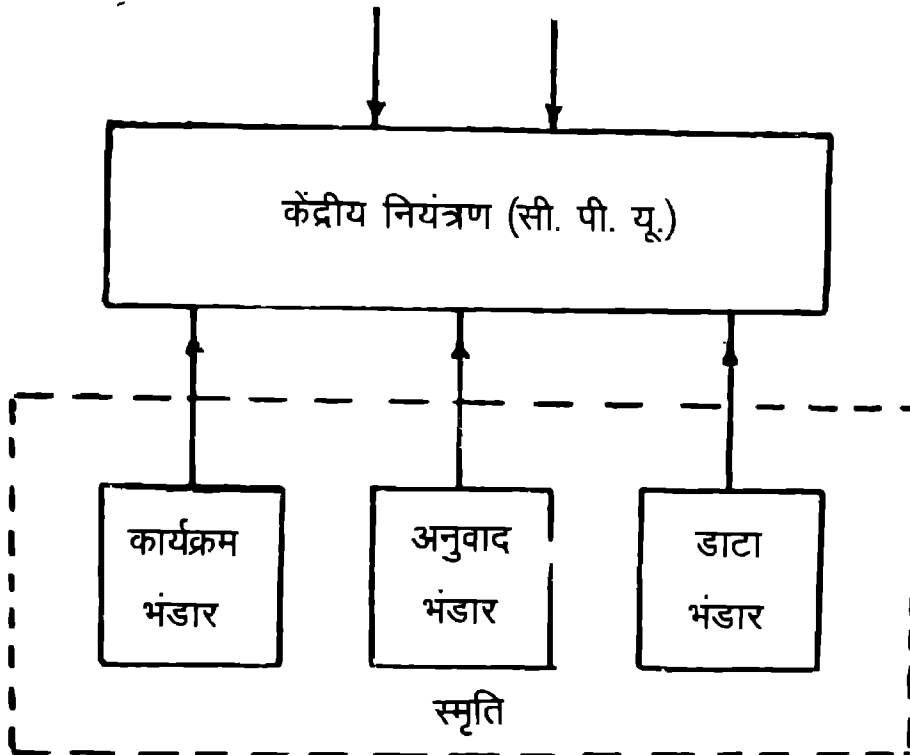 केंद्रीय नियंत्रण (सी. पी. यू.)
कार्यक्रम
भंडार
अनुवाद
भंडार
डाटा
भंडार
स्मृति